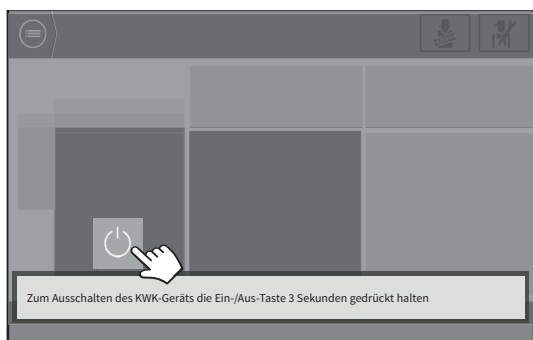 Zum Ausschalten des KWK-Geräts die Ein-/Aus-Taste 3 Sekunden gedrückt halten